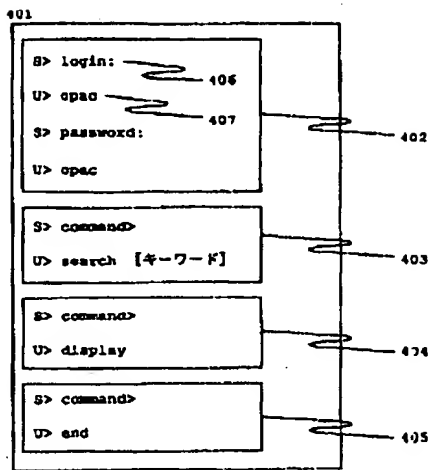 401
S> login:
406
U> opac
407
S> password:
402
U> opac
S> command>
U> search [キーワード]
403
S> command>
U> display
404
S> command>
U> end
405